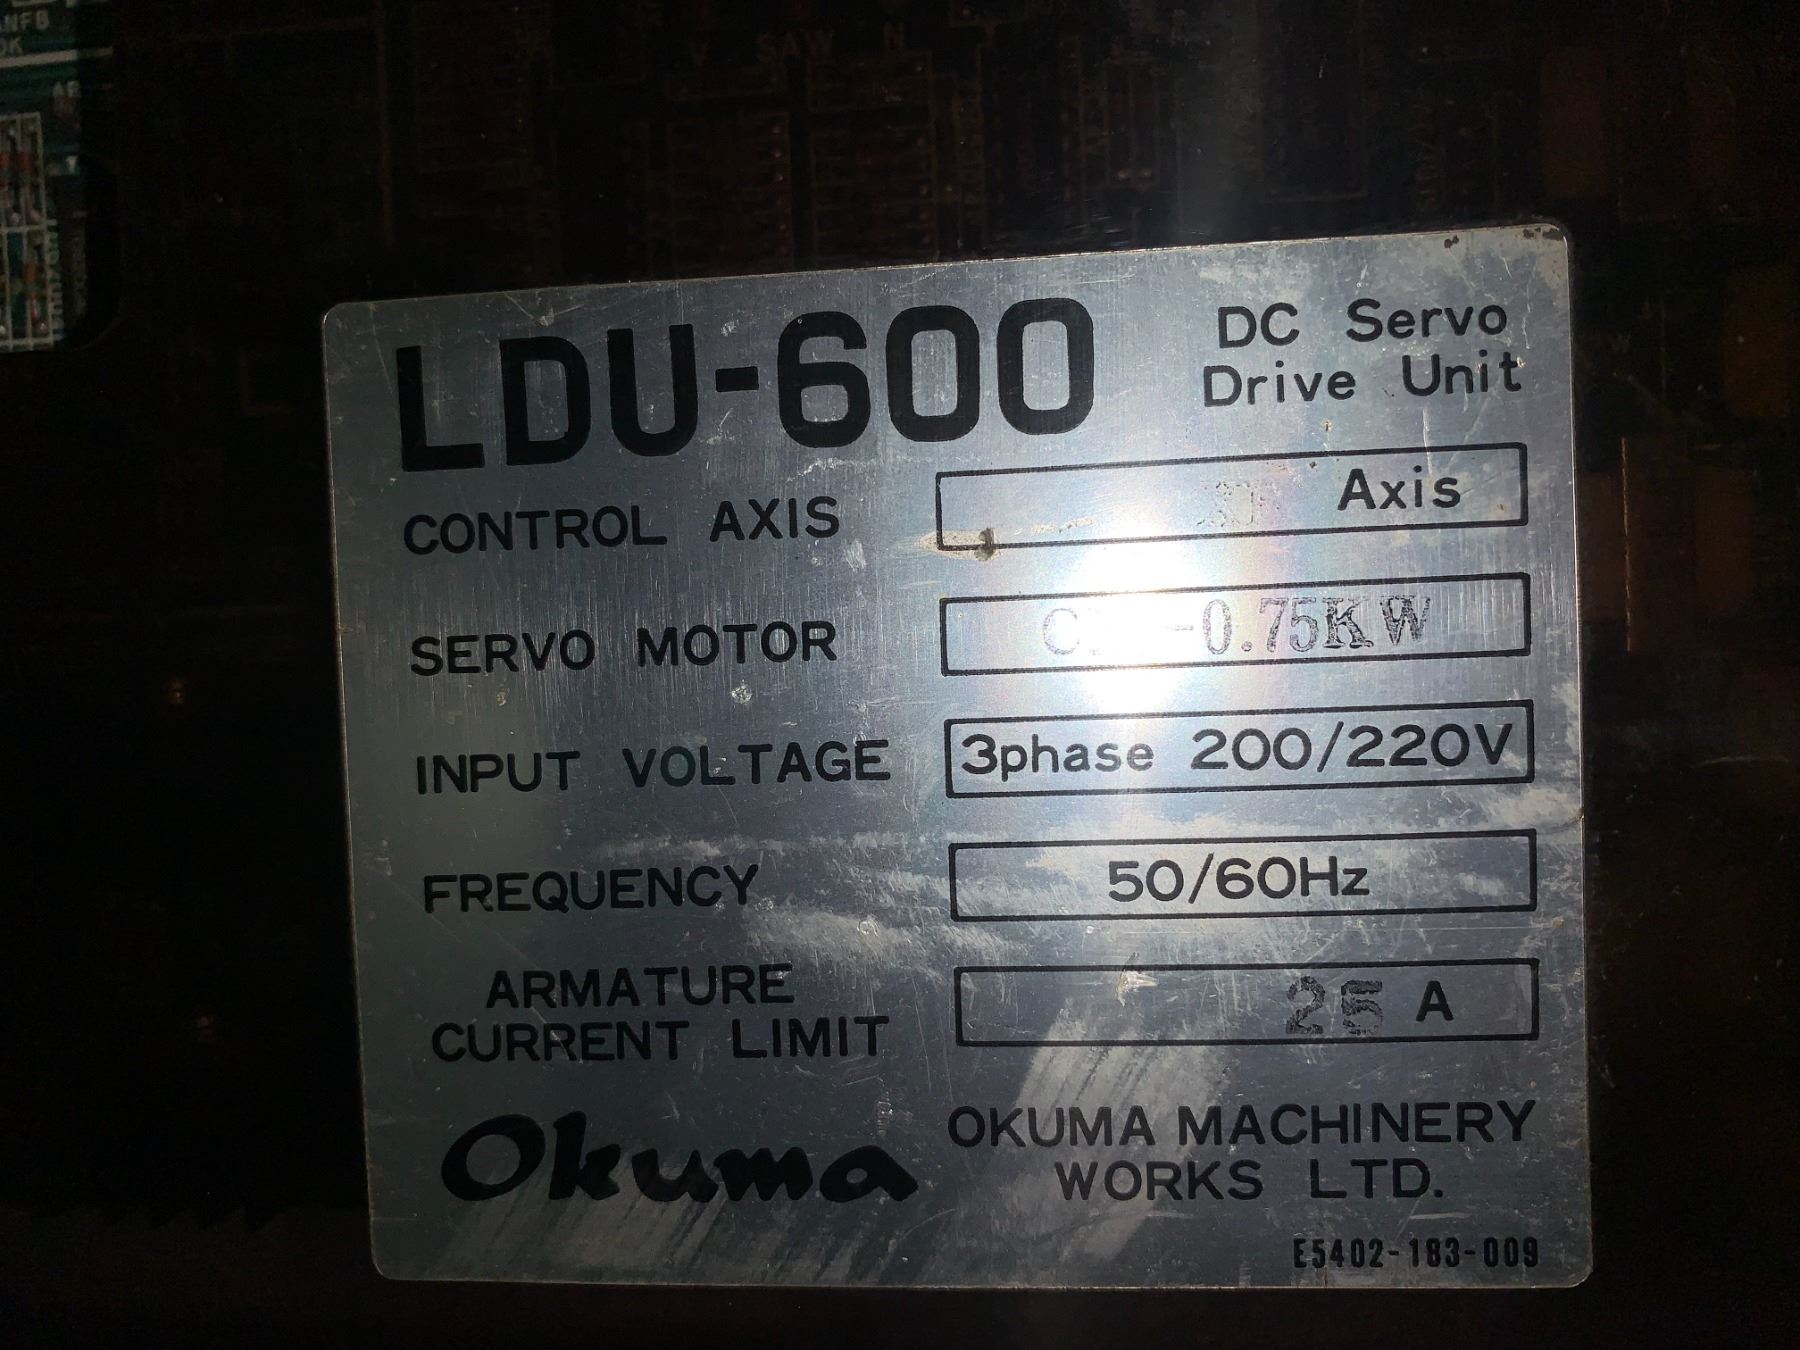 LDU-600
DC Servo
Drive Unit
CONTROL AXIS
Axis
SERVO MOTOR
-0.75KW
INPUT VOLTAGE
3phase 200/220V
FREQUENCY
50/60Hz
ARMATURE
CURRENT LIMIT
25 A
Okuma
OKUMA MACHINERY
WORKS LTD.
E5402-183-009